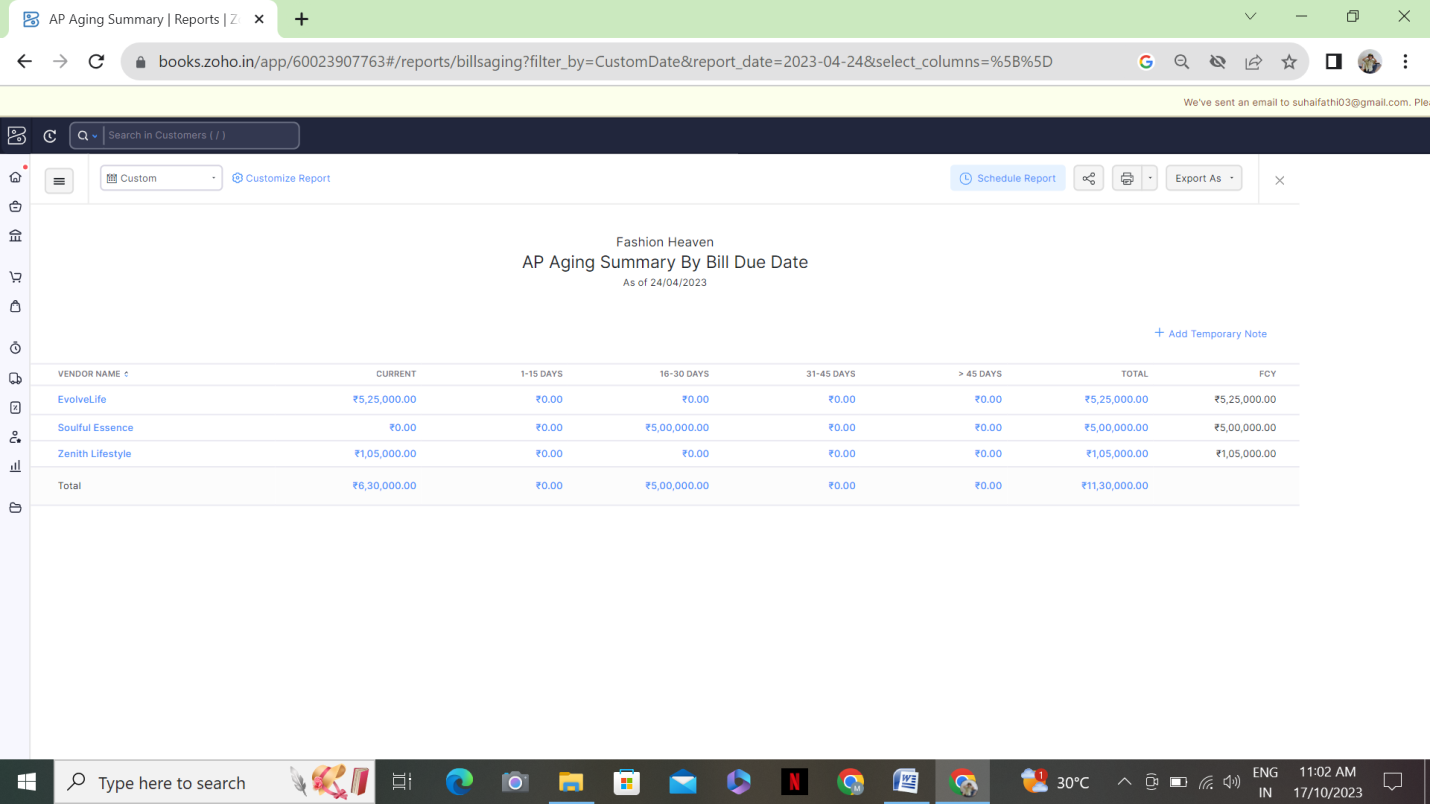 AP Aging Summary | Reports | Z
books.zoho.in/app/60023907763#/reports/billsaging?filter_by=CustomDate&report_date=2023-04-24&select_columns=%5B%5D
We've sent an email to suhaifathi03@gmail.com. Plea
Search in Customers ( / )
Custom Customize Report Schedule Report Export As
Fashion Heaven
AP Aging Summary By Bill Due Date
As of 24/04/2023
+ Add Temporary Note
VENDOR NAME CURRENT 1-15 DAYS 16-30 DAYS 31-45 DAYS > 45 DAYS TOTAL FCY
EvolveLife ₹5,25,000.00 ₹0.00 ₹0.00 ₹0.00 ₹0.00 ₹5,25,000.00 ₹5,25,000.00
Soulful Essence ₹0.00 ₹0.00 ₹5,00,000.00 ₹0.00 ₹0.00 ₹5,00,000.00 ₹5,00,000.00
Zenith Lifestyle ₹1,05,000.00 ₹0.00 ₹0.00 ₹0.00 ₹0.00 ₹1,05,000.00 ₹1,05,000.00
Total ₹6,30,000.00 ₹0.00 ₹5,00,000.00 ₹0.00 ₹0.00 ₹11,30,000.00
Type here to search
1 30°C
ENG
IN
11:02 AM
17/10/2023